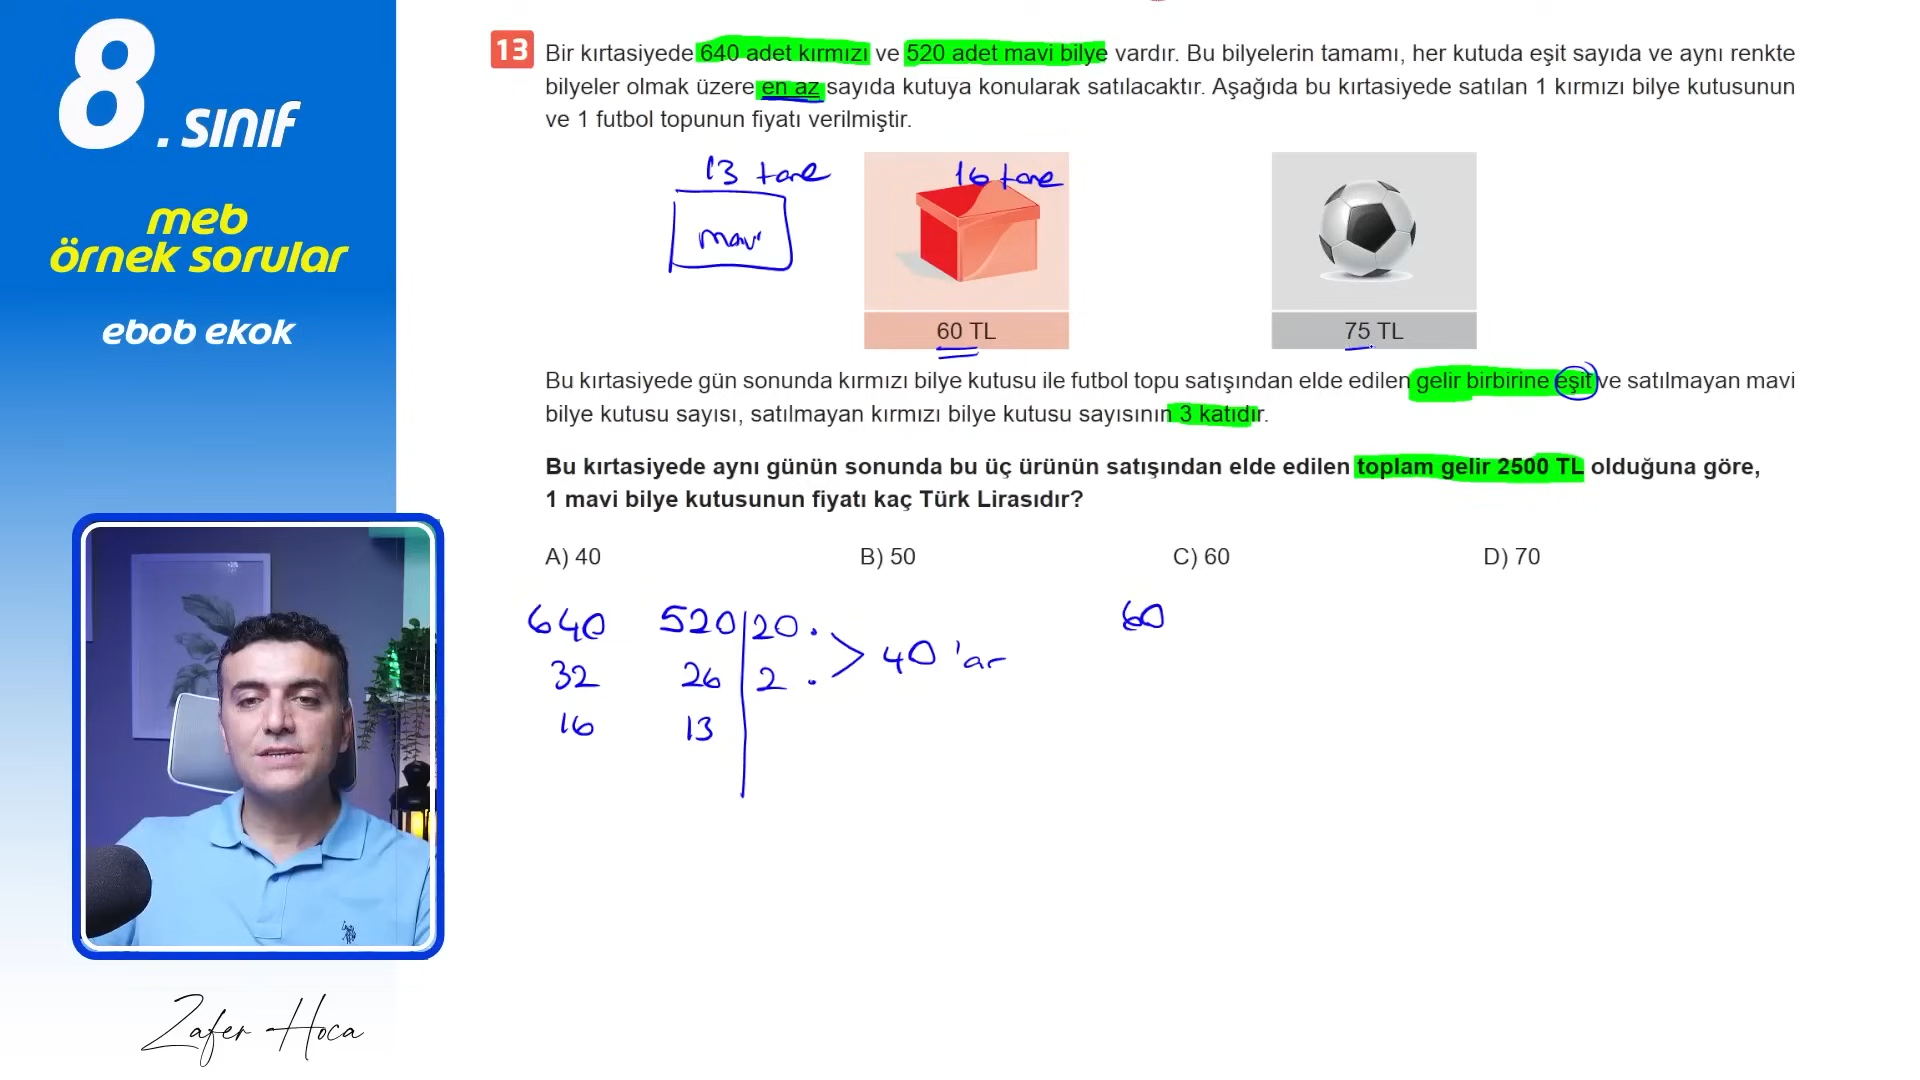 8. sınıf
meb
örnek sorular
ebob ekok
Zafer Hoca
13 Bir kırtasiyede 640 adet kırmızı ve 520 adet mavi bilye vardır. Bu bilyelerin tamamı, her kutuda eşit sayıda ve aynı renkte
bilyeler olmak üzere en az sayıda kutuya konularak satılacaktır. Aşağıda bu kırtasiyede satılan 1 kırmızı bilye kutusunun
ve 1 futbol topunun fiyatı verilmiştir.
13 tane
mavi
16 tane
60 TL
75 TL
Bu kırtasiyede gün sonunda kırmızı bilye kutusu ile futbol topu satışından elde edilen gelir birbirine eşit ve satılmayan mavi
bilye kutusu sayısı, satılmayan kırmızı bilye kutusu sayısının 3 katıdır.
Bu kırtasiyede aynı günün sonunda bu üç ürünün satışından elde edilen toplam gelir 2500 TL olduğuna göre,
1 mavi bilye kutusunun fiyatı kaç Türk Lirasıdır?
A) 40 B) 50 C) 60 D) 70
640 520 20 60
32 26 2 40 'ar
16 13